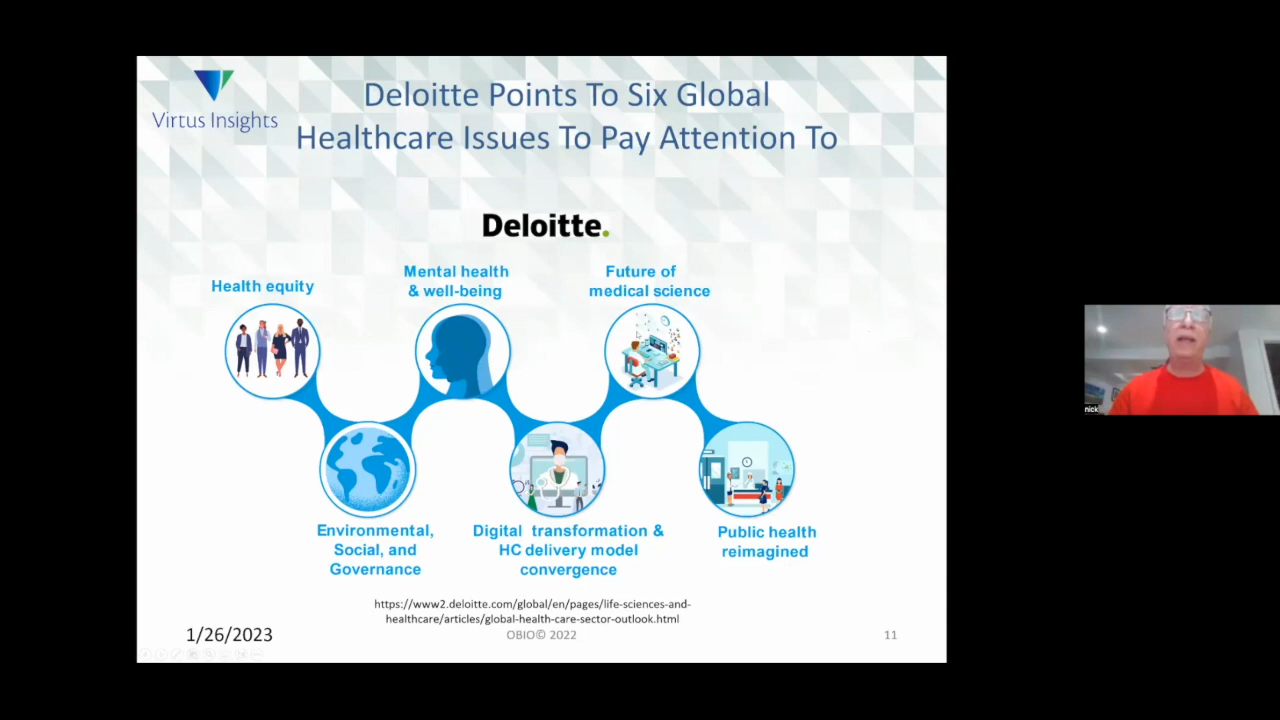 Virtus Insights
Deloitte Points To Six Global
Healthcare Issues To Pay Attention To
Deloitte.
Health equity
Mental health
& well-being
Future of
medical science
Environmental,
Social, and
Governance
Digital transformation &
HC delivery model
convergence
Public health
reimagined
https://www2.deloitte.com/global/en/pages/life-sciences-and-
healthcare/articles/global-health-care-sector-outlook.html
1/26/2023
OBIO© 2022
11
nick